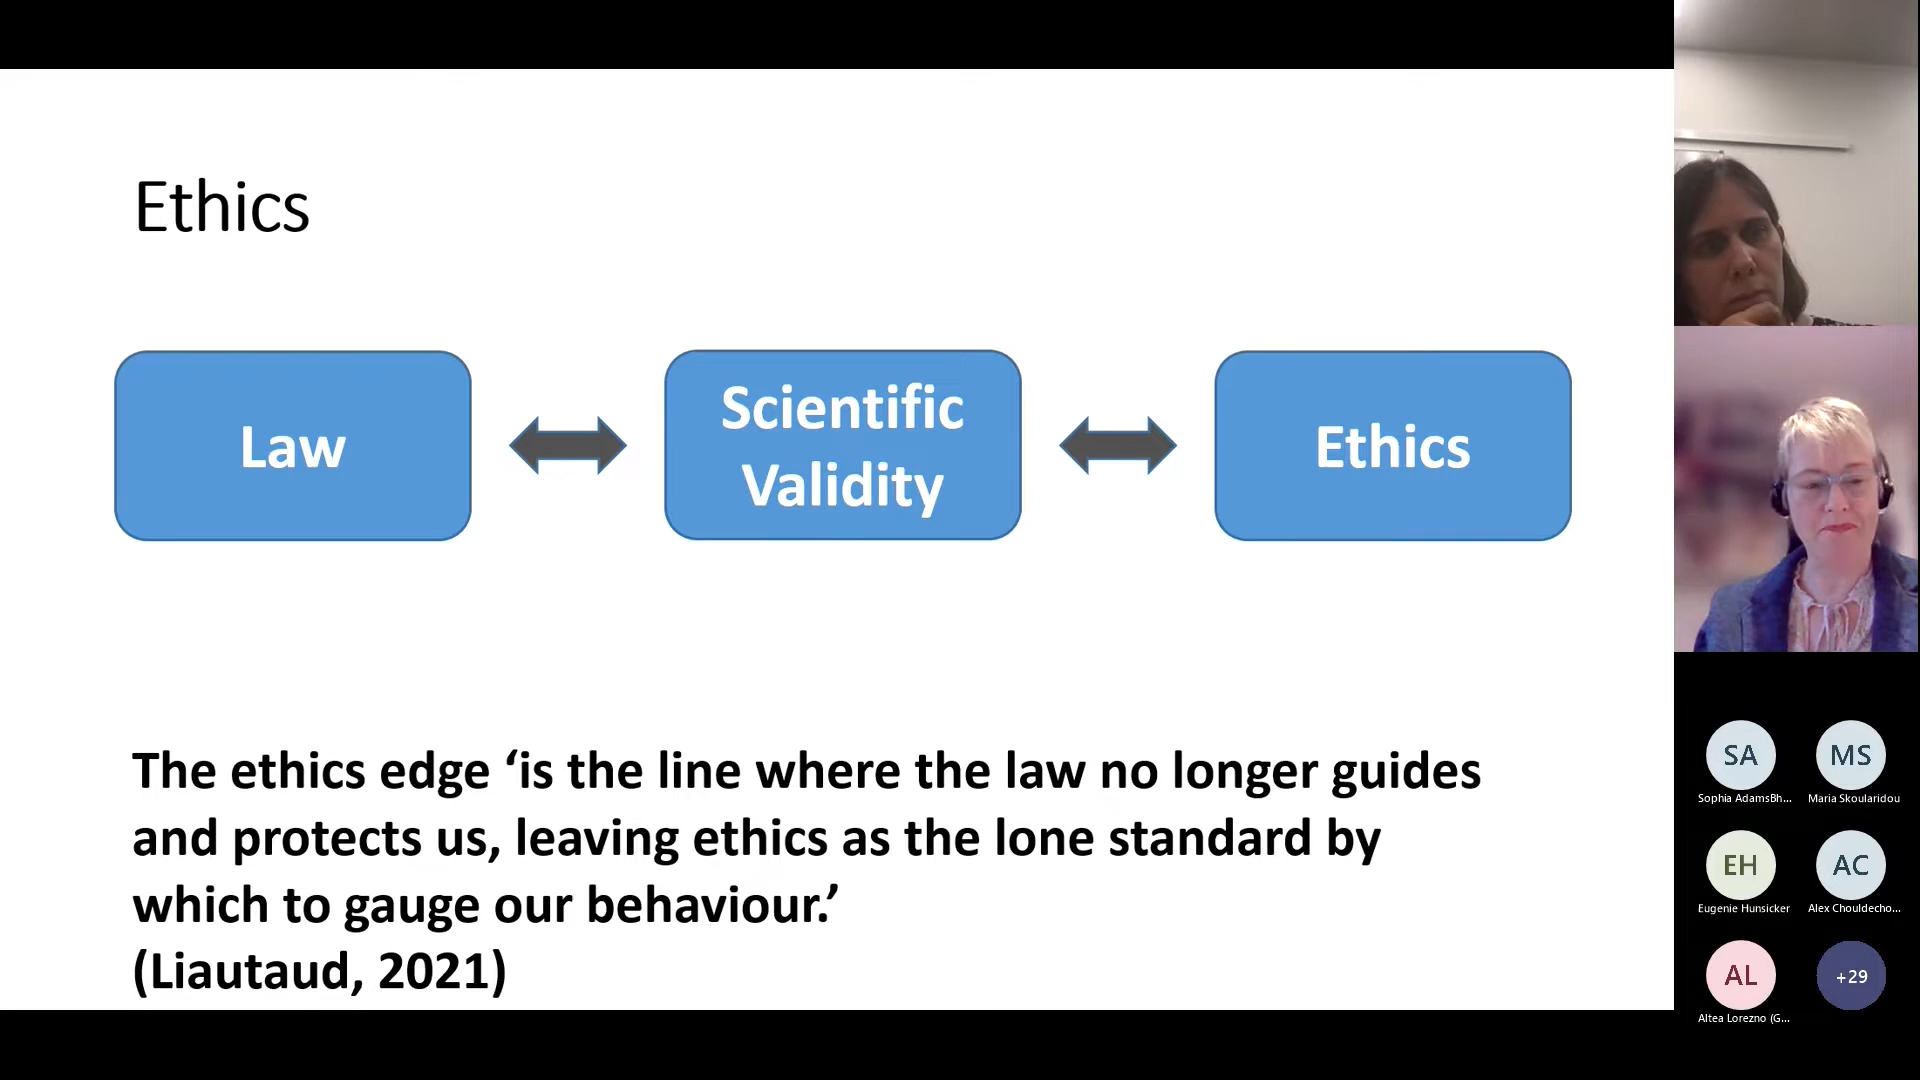 Ethics
Law
Scientific
Validity
Ethics
The ethics edge ‘is the line where the law no longer guides
and protects us, leaving ethics as the lone standard by
which to gauge our behaviour.’
(Liautaud, 2021)
SA
MS
Sophia AdamsBh...
Maria Skoularidou
EH
AC
Eugenie Hunsicker
Alex Chouldecho...
AL
+29
Altea Lorezno (G...